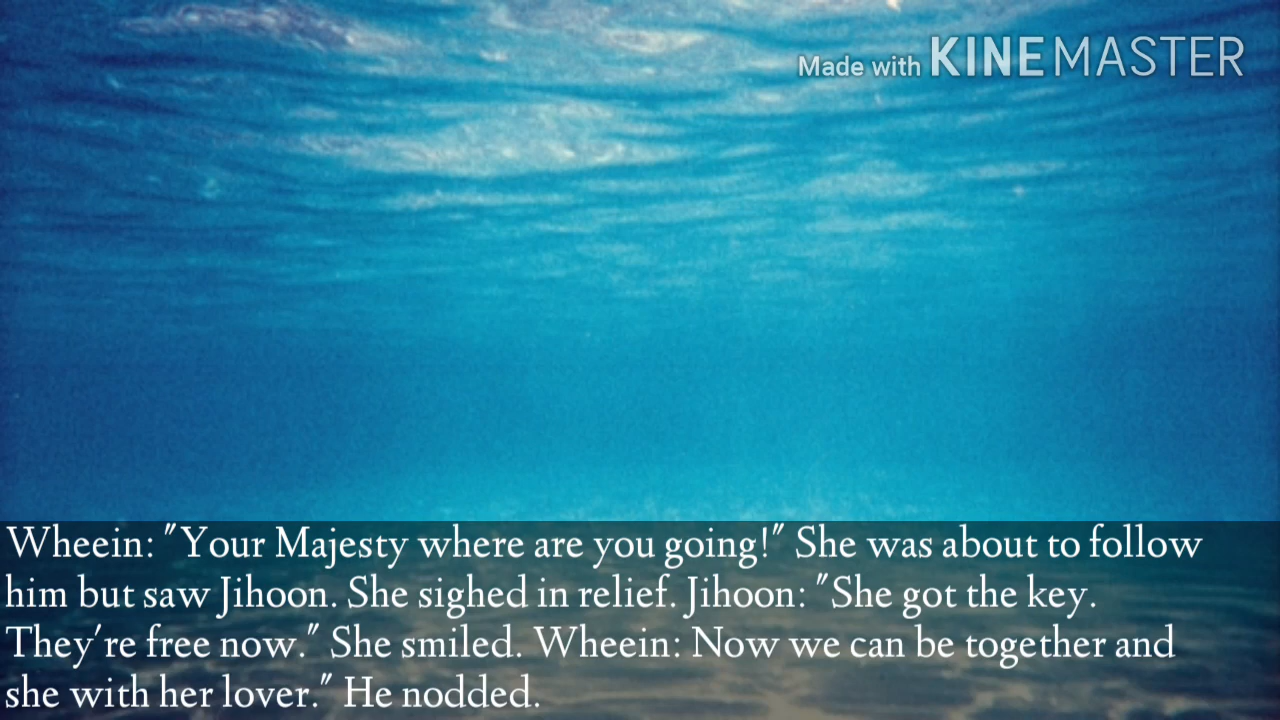 Made with KINEMASTER
Wheein: "Your Majesty where are you going!" She was about to follow
him but saw Jihoon. She sighed in relief. Jihoon: "She got the key.
They're free now." She smiled. Wheein: Now we can be together and
she with her lover." He nodded.